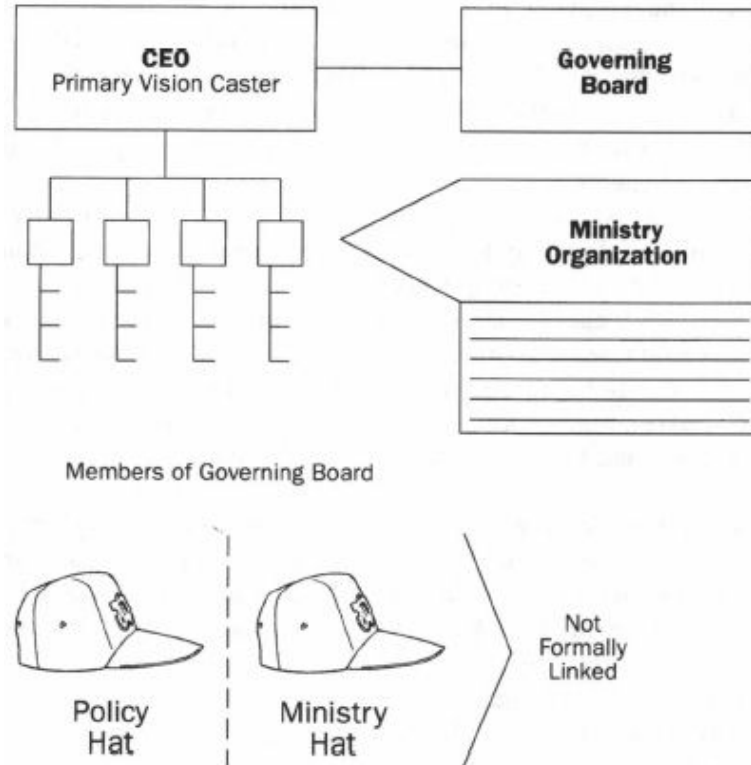 CEO
Primary Vision Caster
Governing
Board
Ministry
Organization
Members of Governing Board
Policy
Hat
Ministry
Hat
Not
Formally
Linked